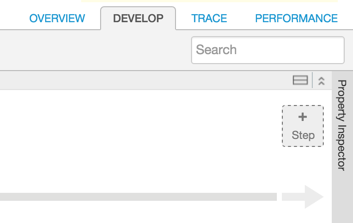 OVERVIEW DEVELOP TRACE PERFORMANCE
Search
+
Step
Property Inspector